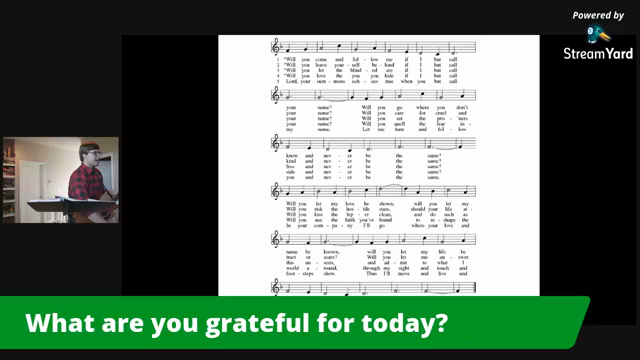 Powered by
StreamYard
1 "Will you come and fol - low me if I but call
2 "Will you leave your - self be - hind if I but call
3 "Will you let the blind - ed see if I but call
4 "Will you love the you you hide if I but call
5 Lord, your sum - mons ech - oes true when you but call
your name? Will you go where you don't
your name? Will you care for cruel and
your name? Will you set the pris - 'ners
your name? Will you quell the fear in -
my name. Let me turn and fol - low
know and nev - er be the same?
kind and nev - er be the same?
free and nev - er be the same?
side and nev - er be the same?
you and nev - er be the same.
Will you let my love be shown, will you let my
Will you risk the hos - tile stare, should your life at -
Will you kiss the lep - er clean, and do such as
Will you use the faith you've found to re - shape the
In your com - pa - ny I'll go where your love and
name be known, will you let my life be
tract or scare? Will you let me an - swer
this un - seen, and ad - mit to what I
world a - round, through my sight and touch and
foot - steps show. Thus I'll move and live and
What are you grateful for today?